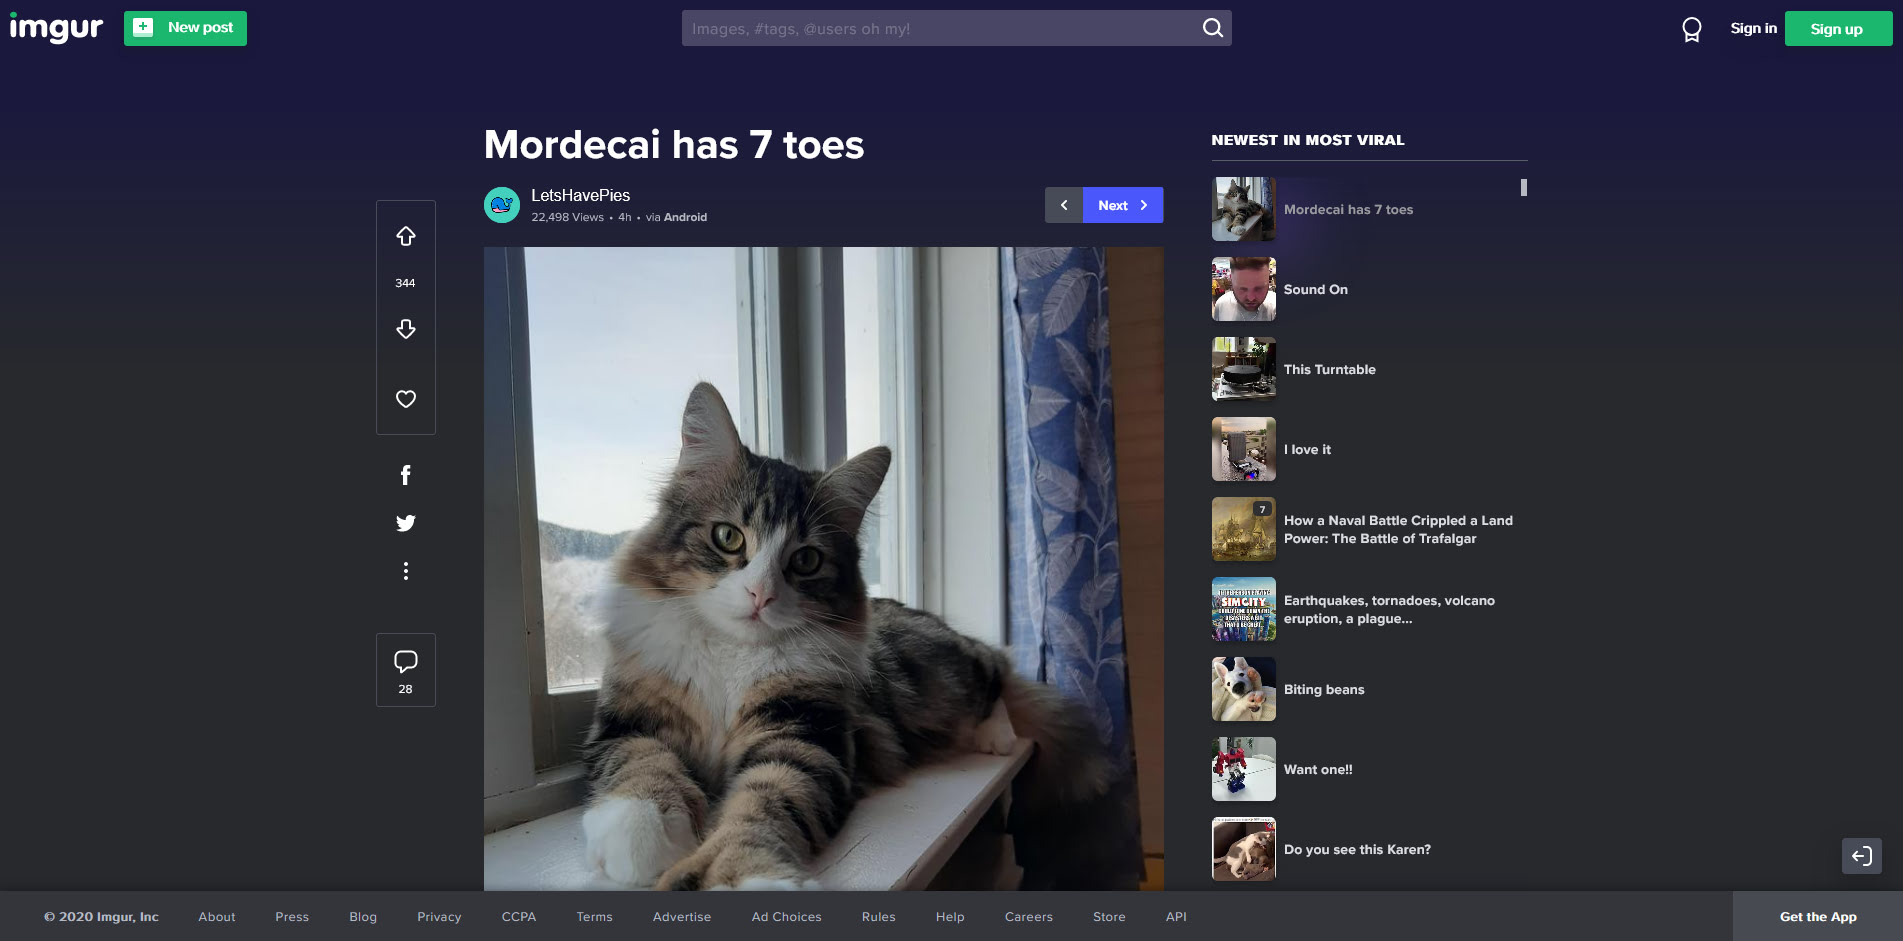 imgur
New post
Images, #tags, @users oh my!
Sign in
Sign up
Mordecai has 7 toes
LetsHavePies
22,498 Views • 4h • via Android
Next
344
28
NEWEST IN MOST VIRAL
Mordecai has 7 toes
Sound On
This Turntable
I love it
7
How a Naval Battle Crippled a Land
Power: The Battle of Trafalgar
SIMCITY
Earthquakes, tornadoes, volcano
eruption, a plague...
Biting beans
Want one!!
Do you see this Karen?
© 2020 Imgur, Inc
About
Press
Blog
Privacy
CCPA
Terms
Advertise
Ad Choices
Rules
Help
Careers
Store
API
Get the App